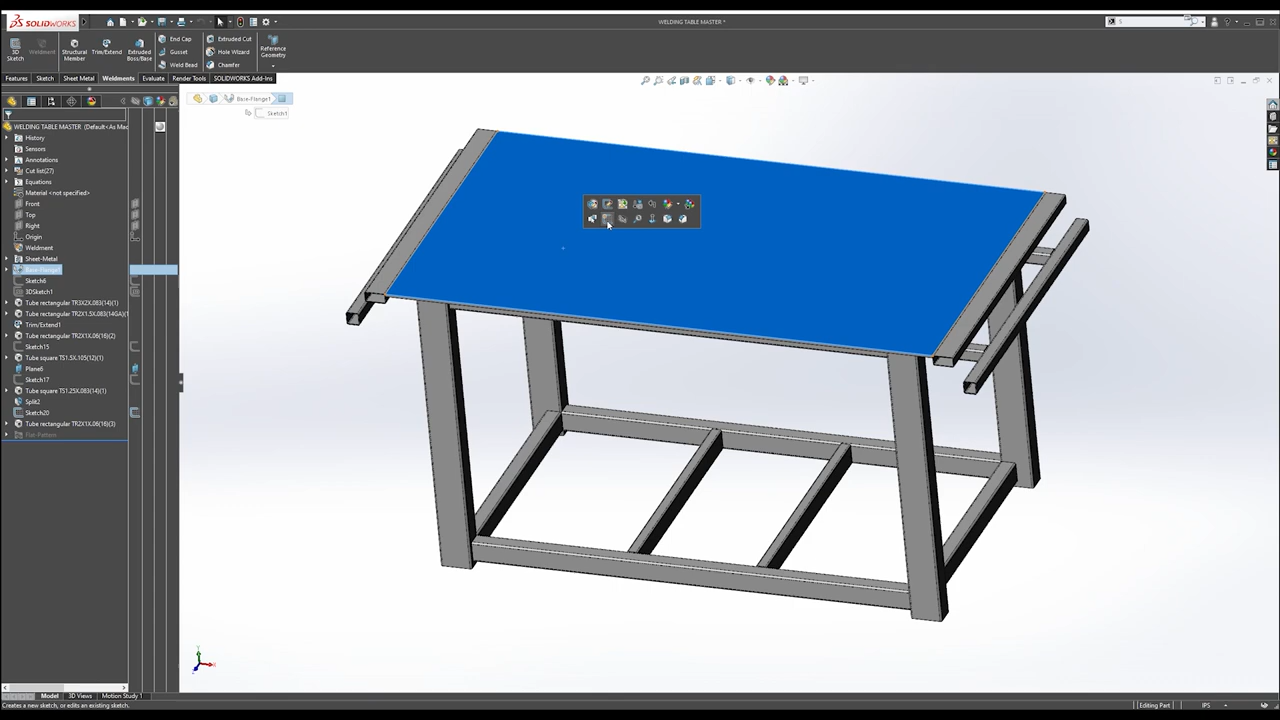 SOLIDWORKS
WELDING TABLE MASTER *
S
3D Sketch
Weldment
Structural Member
Trim/Extend
Extruded Boss/Base
End Cap
Gusset
Weld Bead
Extruded Cut
Hole Wizard
Chamfer
Reference Geometry
Features Sketch Sheet Metal Weldments Evaluate Render Tools SOLIDWORKS Add-Ins
Base-Flange1
Sketch1
WELDING TABLE MASTER (Default<As Mac
History
Sensors
Annotations
Cut list(27)
Equations
Material <not specified>
Front
Top
Right
Origin
Weldment
Sheet-Metal
Base-Flange1
Sketch6
3DSketch1
Tube rectangular TR3X2X.083(14)(1)
Tube rectangular TR2X1.5X.083(14GA)(1
Trim/Extend1
Tube rectangular TR2X1X.06(16)(2)
Sketch15
Tube square TS1.5X.105(12)(1)
Plane6
Sketch17
Tube square TS1.25X.083(14)(1)
Split2
Sketch20
Tube rectangular TR2X1X.06(16)(3)
Flat-Pattern
Model 3D Views Motion Study 1
Creates a new sketch, or edits an existing sketch.
Editing Part
IPS